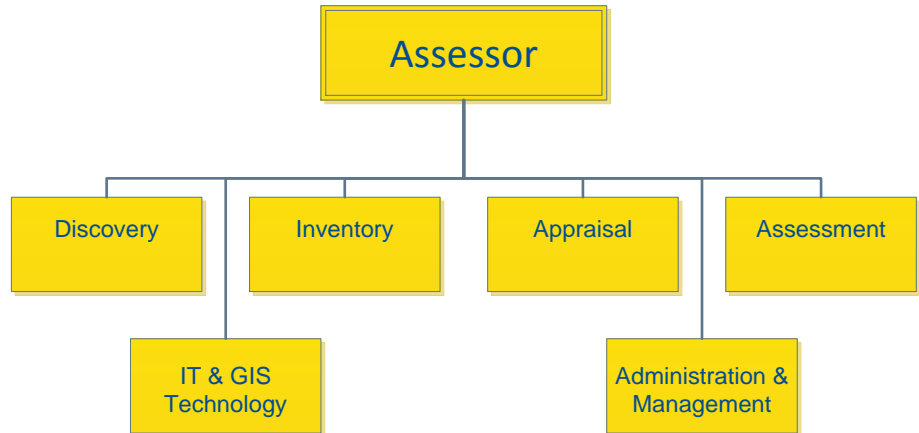 Assessor
Discovery
Inventory
Appraisal
Assessment
IT & GIS
Technology
Administration &
Management